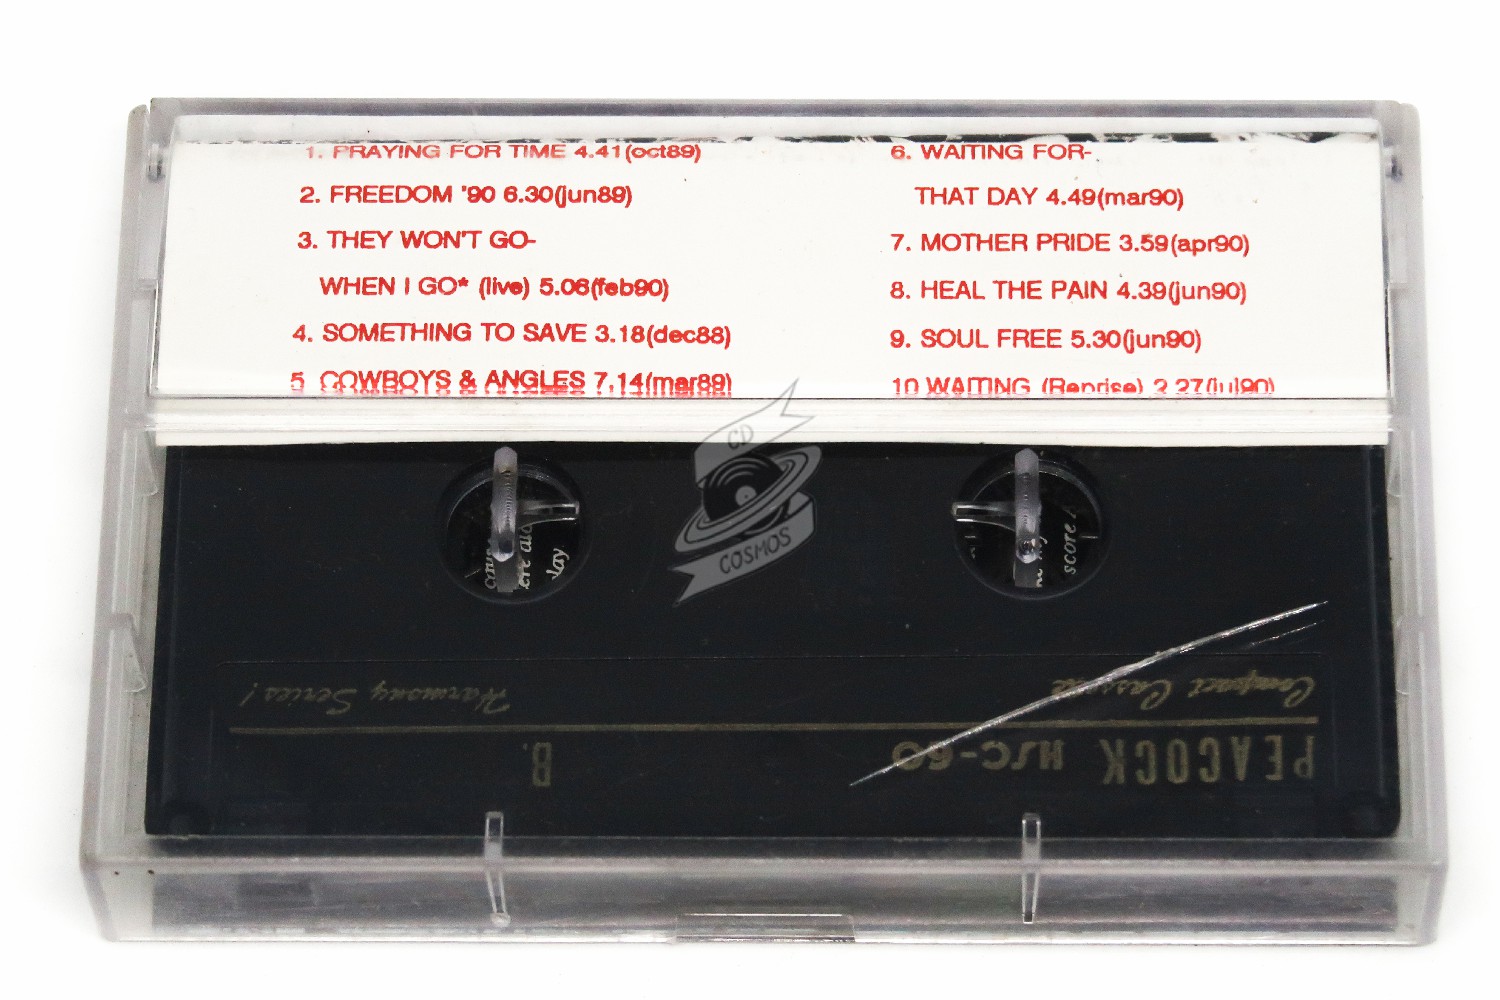 1. PRAYING FOR TIME 4.41(oct89)
2. FREEDOM '90 6.30(jun89)
3. THEY WON'T GO-
WHEN I GO* (live) 5.06(feb90)
4. SOMETHING TO SAVE 3.18(dec88)
5 COWBOYS & ANGLES 7.14(mar89)
6. WAITING FOR-
THAT DAY 4.49(mar90)
7. MOTHER PRIDE 3.59(apr90)
8. HEAL THE PAIN 4.39(jun90)
9. SOUL FREE 5.30(jun90)
10 WAITING (Reprise) 2.27(jul90)
CD
COSMOS
score
Compact Cassette
Harmony Series!
PEACOCK HSC-60
B.